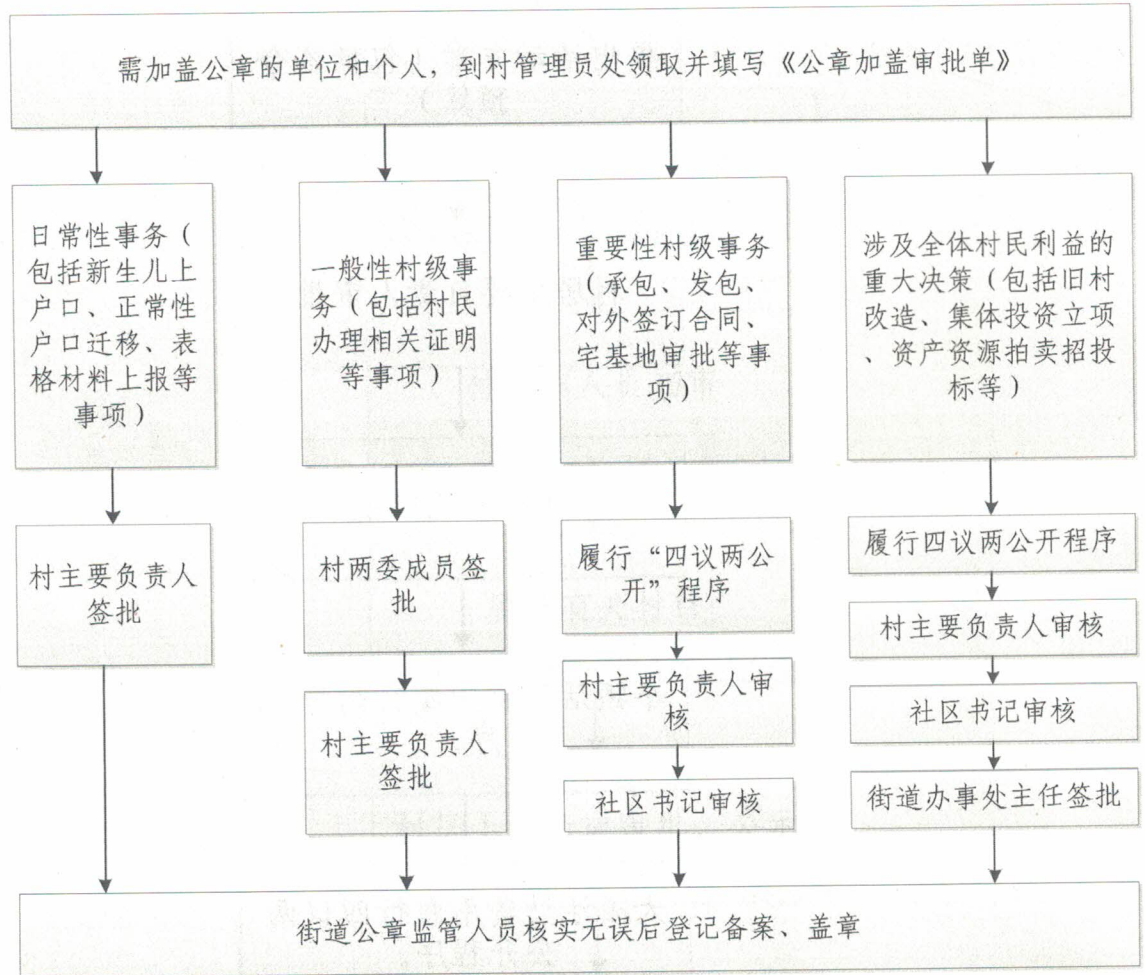 需加盖公章的单位和个人，到村管理员处领取并填写《公章加盖审批单》
日常性事务（
包括新生儿上
户口、正常性
户口迁移、表
格材料上报等
事项）
一般性村级事
务（包括村民
办理相关证明
等事项）
重要性村级事务
（承包、发包、
对外签订合同、
宅基地审批等事
项）
涉及全体村民利益的
重大决策（包括旧村
改造、集体投资立项
、资产资源拍卖招投
标等）
村主要负责人
签批
村两委成员签
批
村主要负责人
签批
履行“四议两公
开”程序
村主要负责人审
核
社区书记审核
履行四议两公开程序
村主要负责人审核
社区书记审核
街道办事处主任签批
街道公章监管人员核实无误后登记备案、盖章